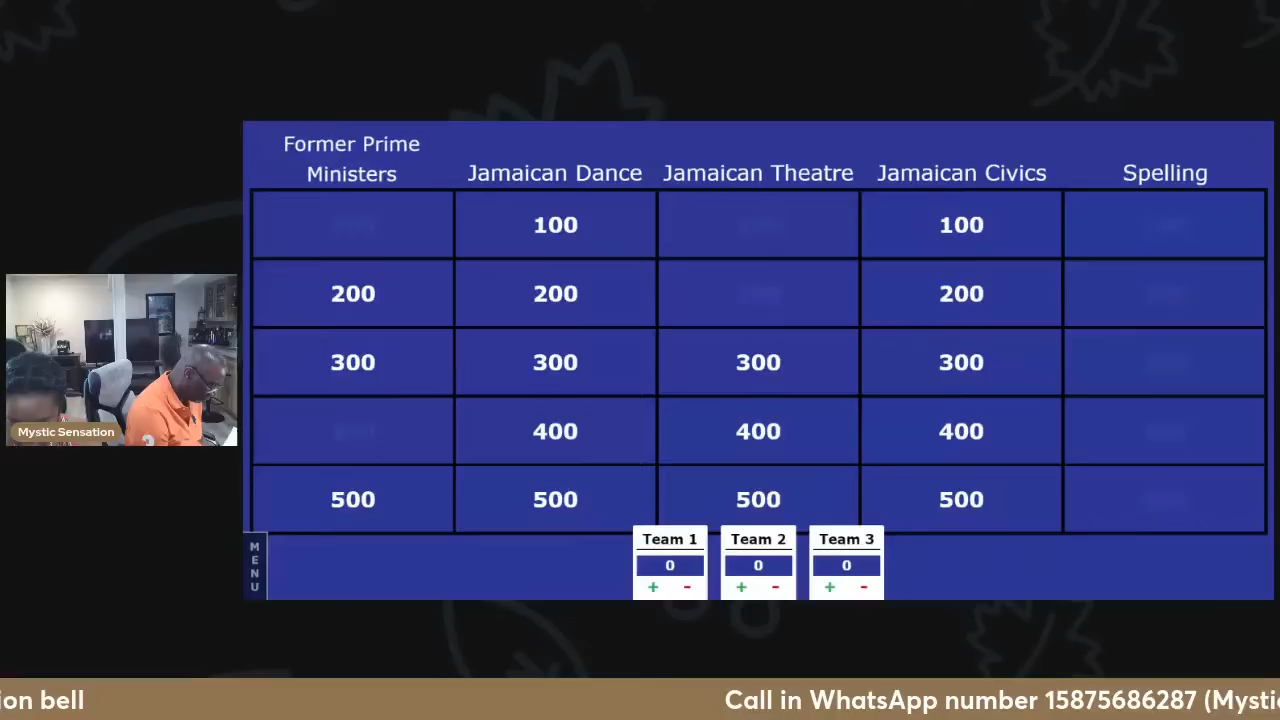 Former Prime
Ministers
Jamaican Dance
Jamaican Theatre
Jamaican Civics
Spelling
100
100
200
200
200
300
300
300
300
400
400
400
500
500
500
500
Mystic Sensation
MENU
Team 1
Team 2
Team 3
0
0
0
+ -
+ -
+ -
ion bell
Call in WhatsApp number 15875686287 (Mystic